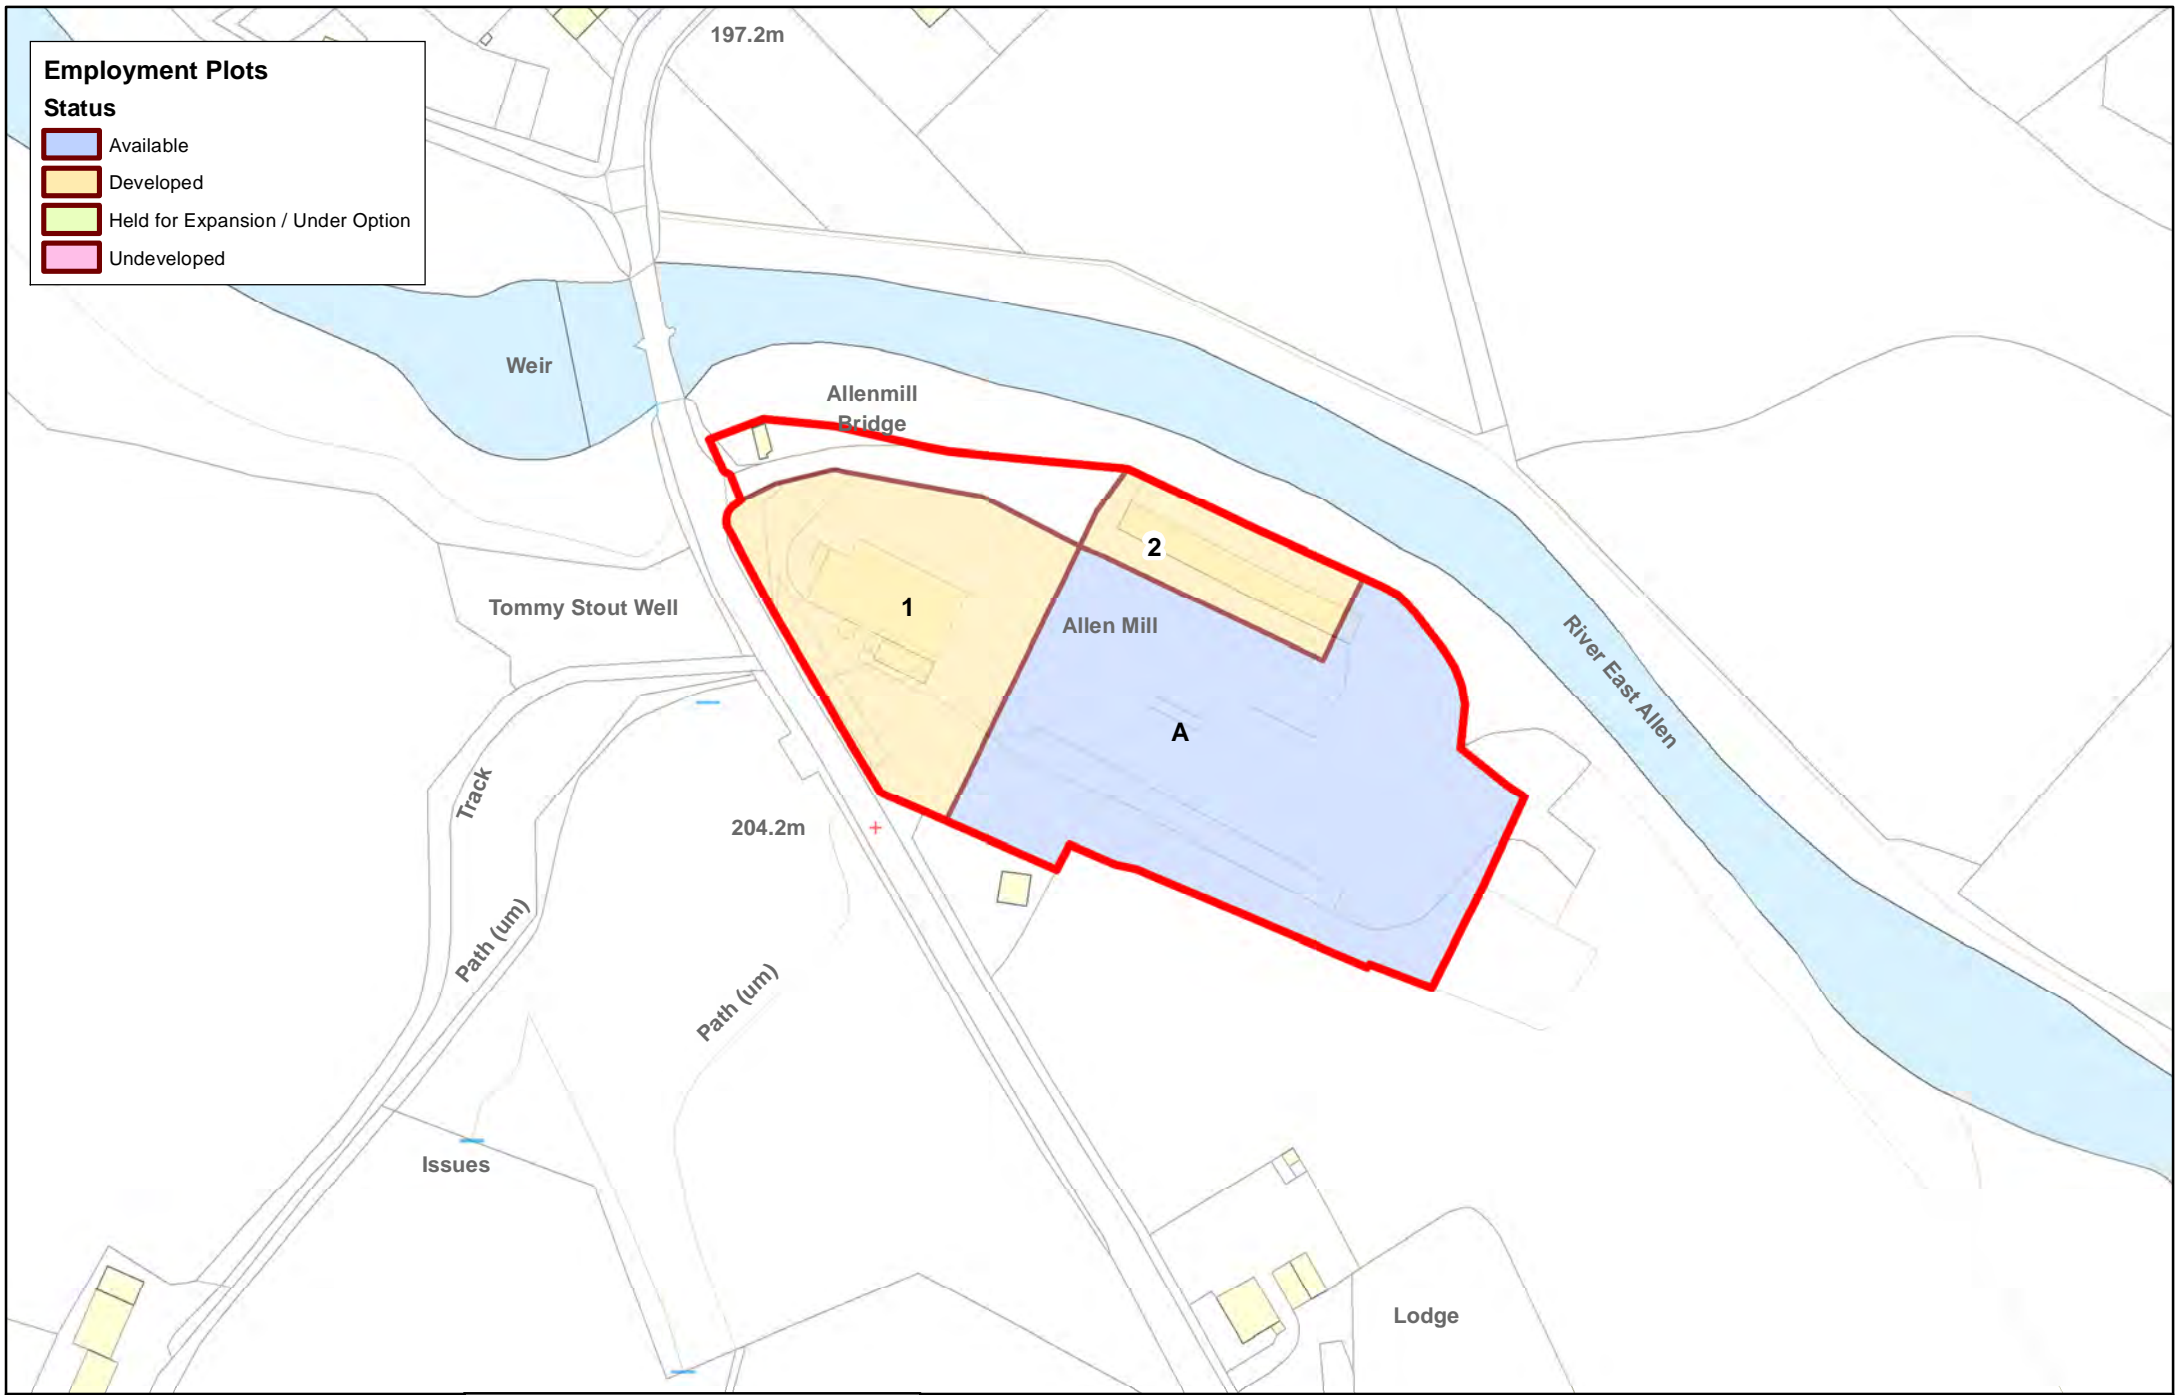 197.2m
Employment Plots
Status
Available
Developed
Held for Expansion / Under Option
Undeveloped
Weir
Allenmill
Bridge
2
1
Tommy Stout Well
Allen Mill
River East Allen
A
Track
204.2m
Path (um)
Path (um)
Issues
Lodge